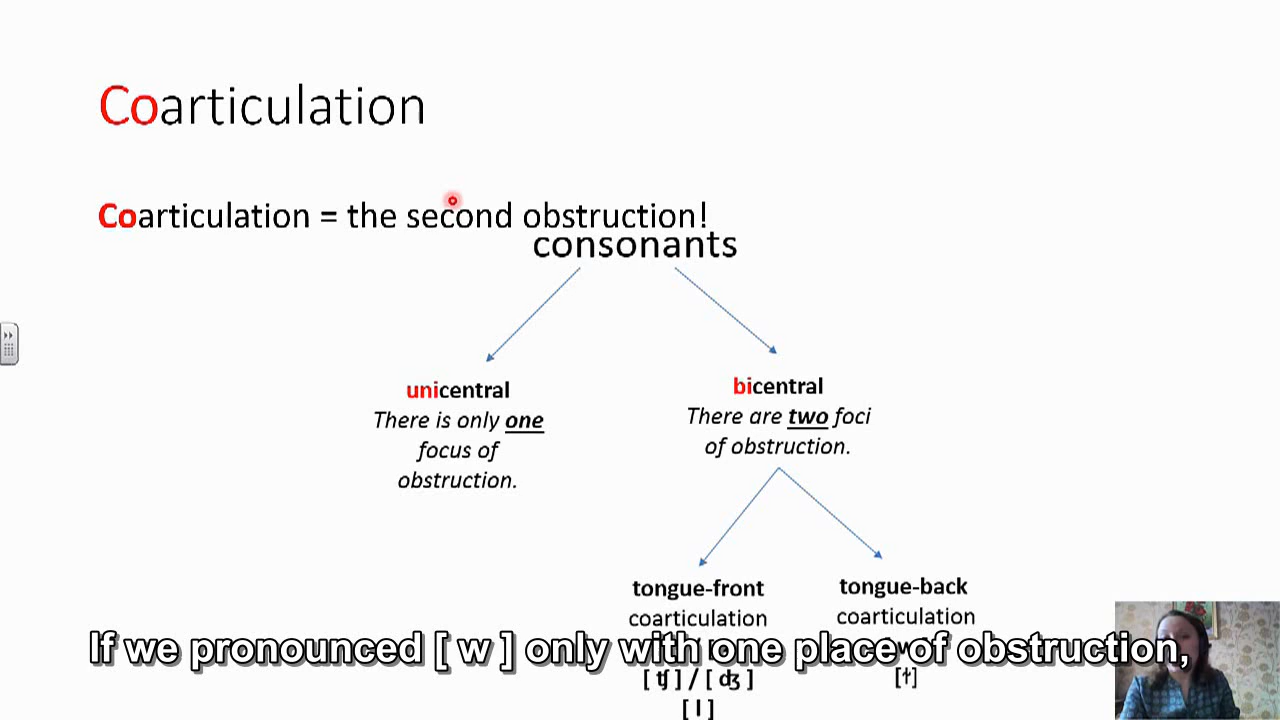 Coarticulation
Coarticulation = the second obstruction!
consonants
unicentral
There is only one
focus of
obstruction.
bicentral
There are two foci
of obstruction.
tongue-front
coarticulation
[ ʧ ] / [ ʤ ]
[ l ]
tongue-back
coarticulation
[ɫ]
If we pronounced [ w ] only with one place of obstruction,